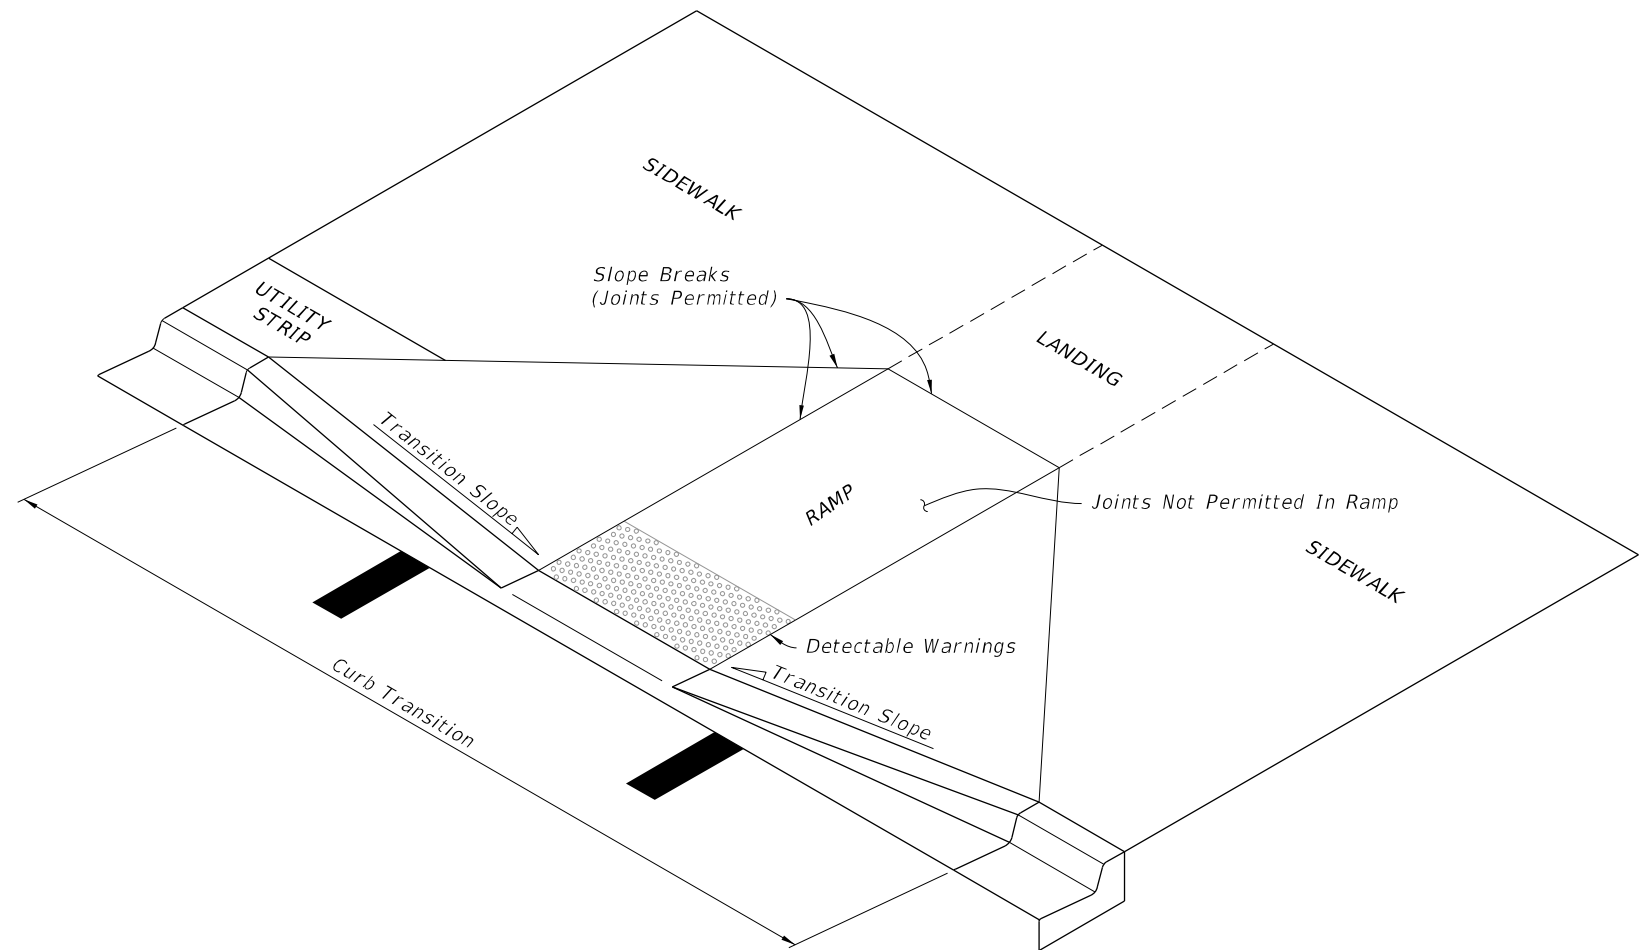 SIDEWALK
Slope Breaks
(Joints Permitted)
UTILITY
STRIP
LANDING
Transition Slope
RAMP
Joints Not Permitted In Ramp
SIDEWALK
Detectable Warnings
Transition Slope
Curb Transition